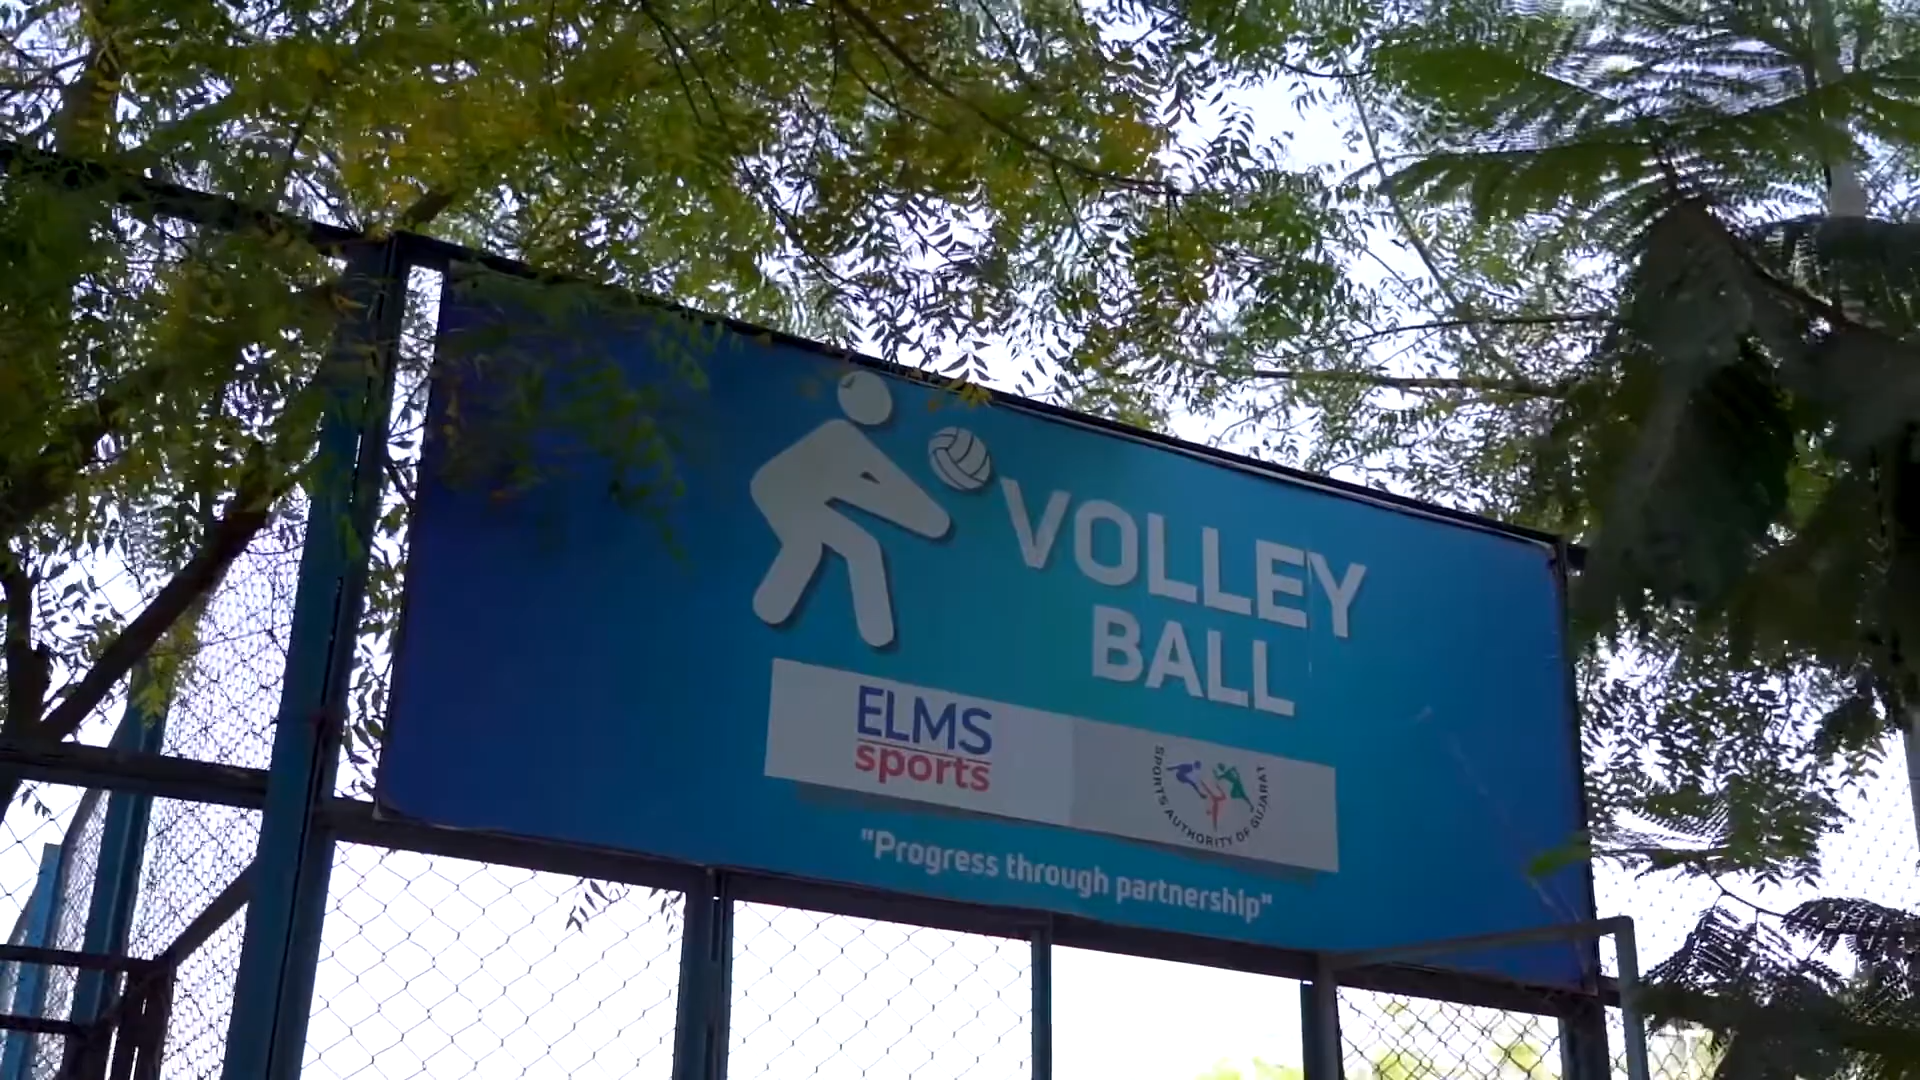 VOLLEY
BALL
ELMS
sports
SPORTS AUTHORITY OF GUJARAT
"Progress through partnership"